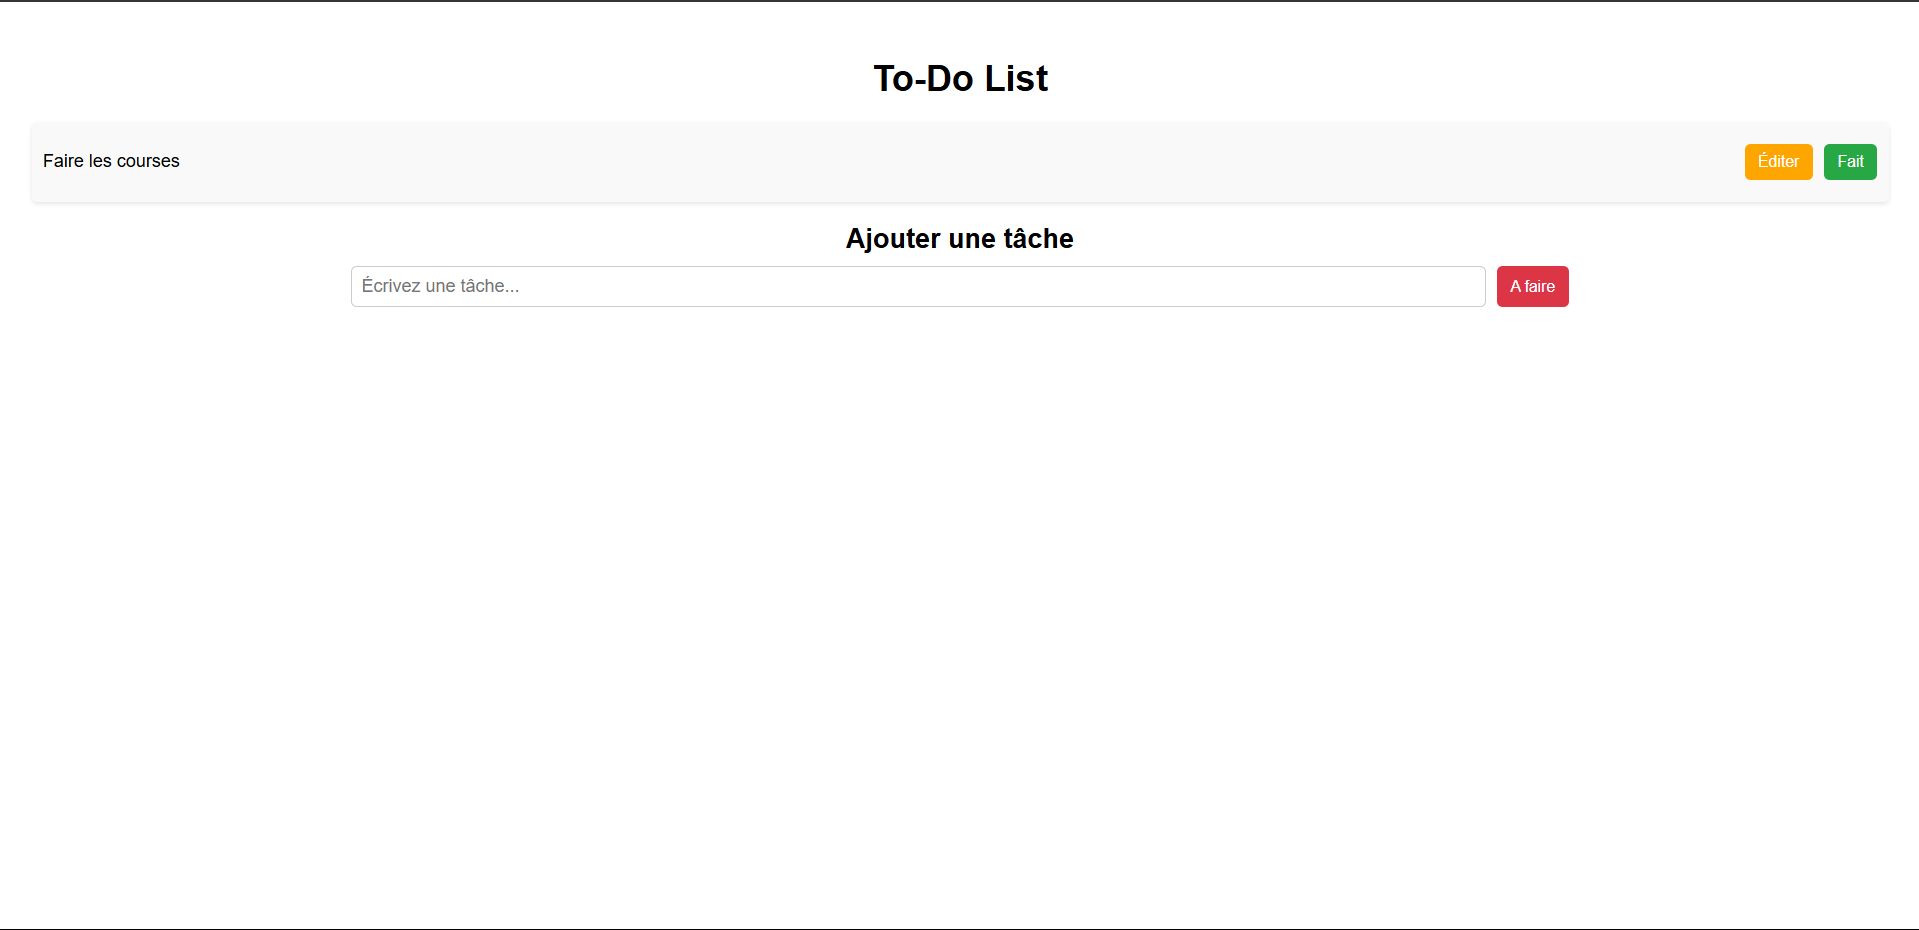 To-Do List
Faire les courses
Éditer
Fait
Ajouter une tâche
Écrivez une tâche...
A faire